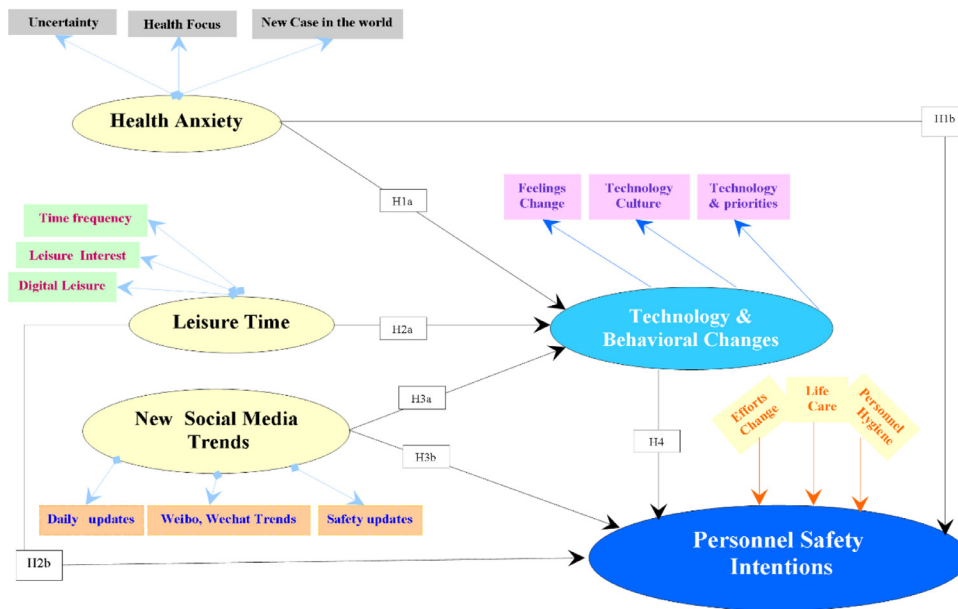 Uncertainty
Health Focus
New Case in the world
Health Anxiety
H1b
H1a
Feelings
Change
Technology
Culture
Technology
& priorities
Time frequency
Leisure Interest
Digital Leisure
Leisure Time
H2a
Technology &
Behavioral Changes
New Social Media
Trends
H3a
H3b
H4
Efforts
Change
Life
Care
Personnel
Hygiene
Daily updates
Weibo, Wechat Trends
Safety updates
H2b
Personnel Safety
Intentions